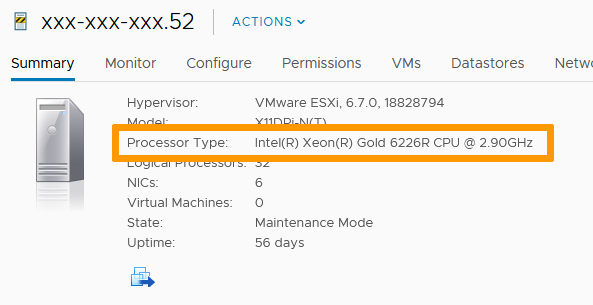 xxx-xxx-xxx.52 ACTIONS
Summary Monitor Configure Permissions VMs Datastores Netw
Hypervisor: VMware ESXi, 6.7.0, 18828794
Model: X11DPi-N(T)
Processor Type: Intel(R) Xeon(R) Gold 6226R CPU @ 2.90GHz
Logical Processors: 32
NICs: 6
Virtual Machines: 0
State: Maintenance Mode
Uptime: 56 days